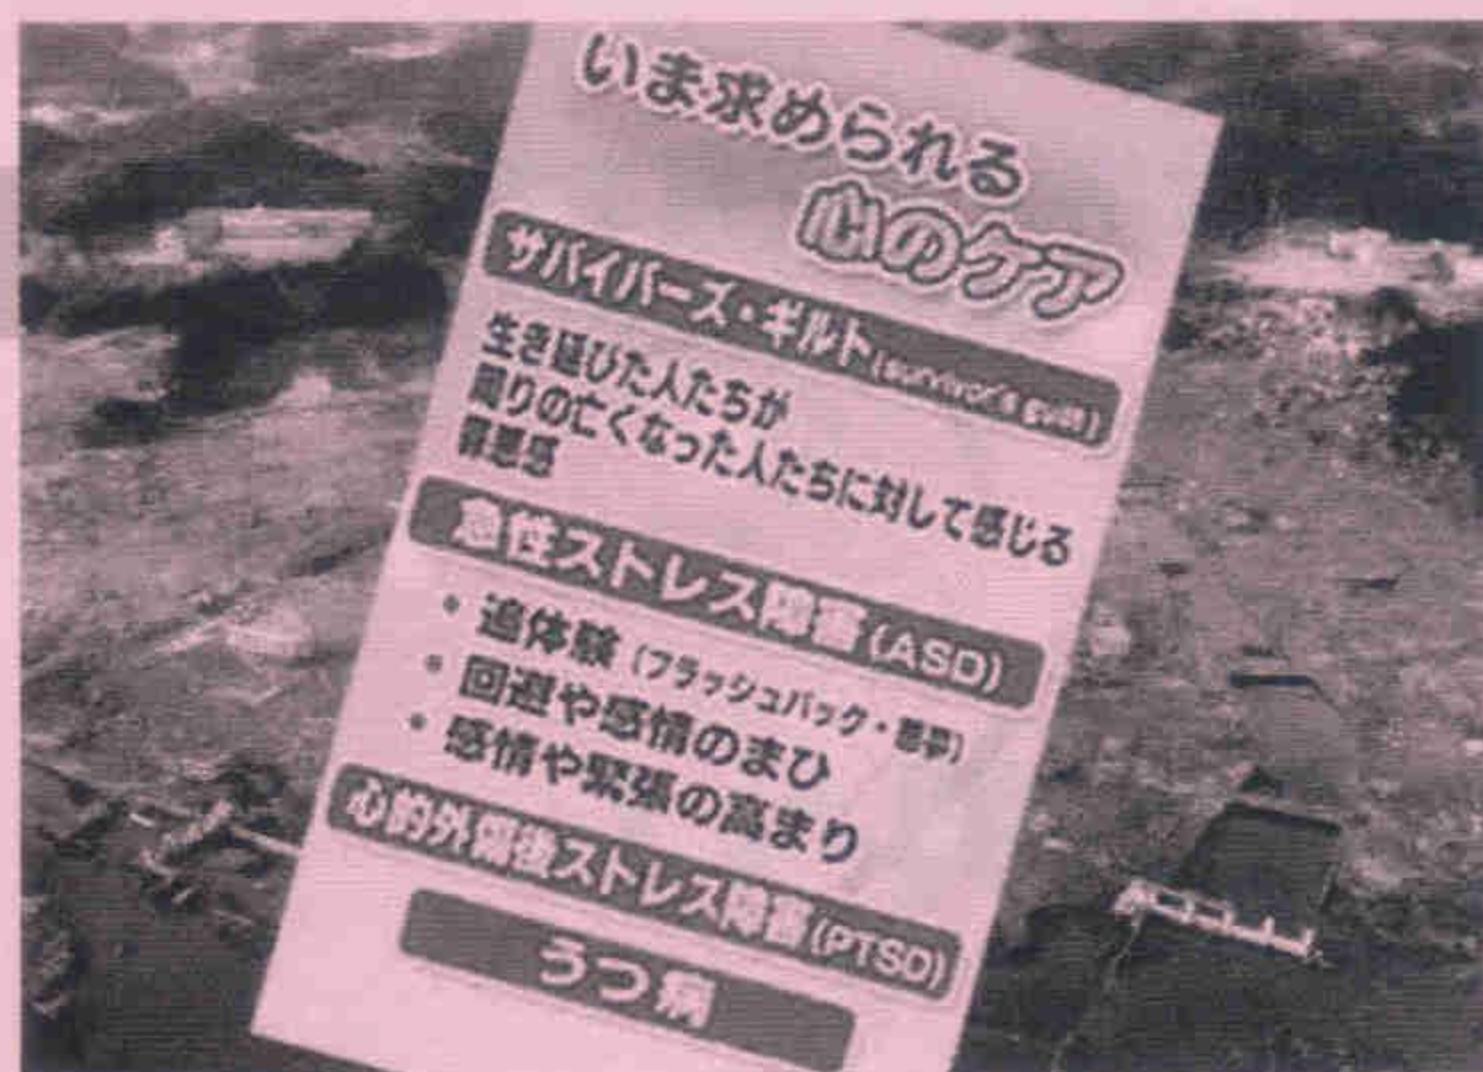 いま求められる
心のケア
サバイバーズ・ギルト(survivor's guilt)
生き延びた人たちが
周りの亡くなった人たちに対して感じる
罪悪感
急性ストレス障害(ASD)
・追体験(フラッシュバック・悪夢)
・回避や感情のまひ
・感情や緊張の高まり
心的外傷後ストレス障害(PTSD)
うつ病